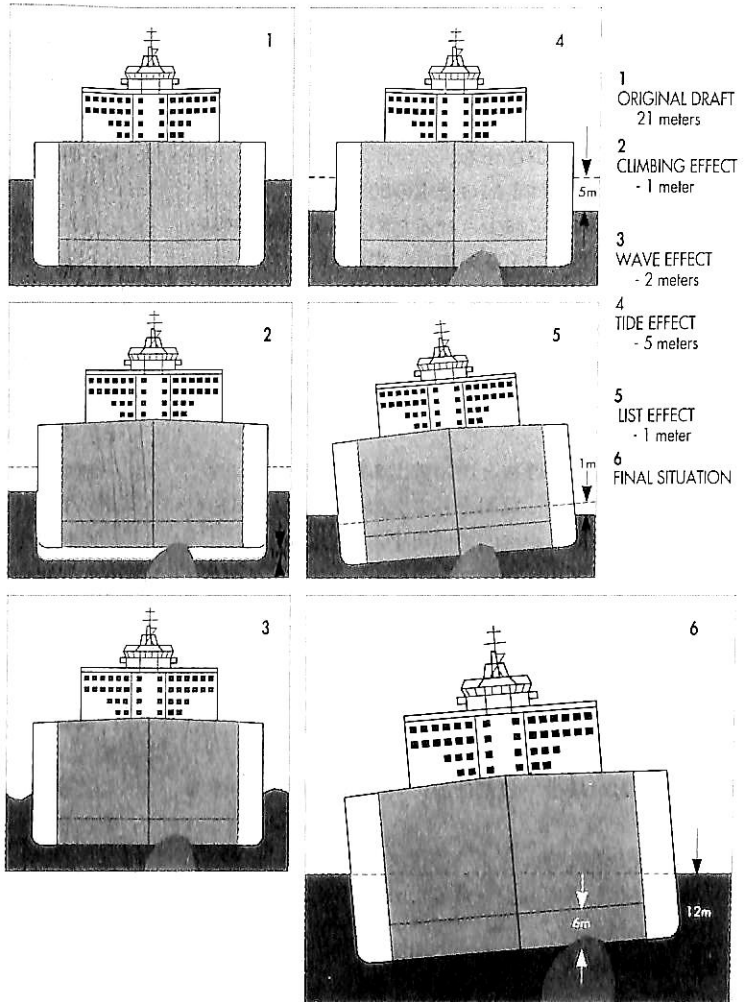 1
4
5m
2
5
1m
3
6
6m
12m
1
ORIGINAL DRAFT
21 meters
2
CLIMBING EFFECT
- 1 meter
3
WAVE EFFECT
- 2 meters
4
TIDE EFFECT
- 5 meters
5
LIST EFFECT
- 1 meter
6
FINAL SITUATION